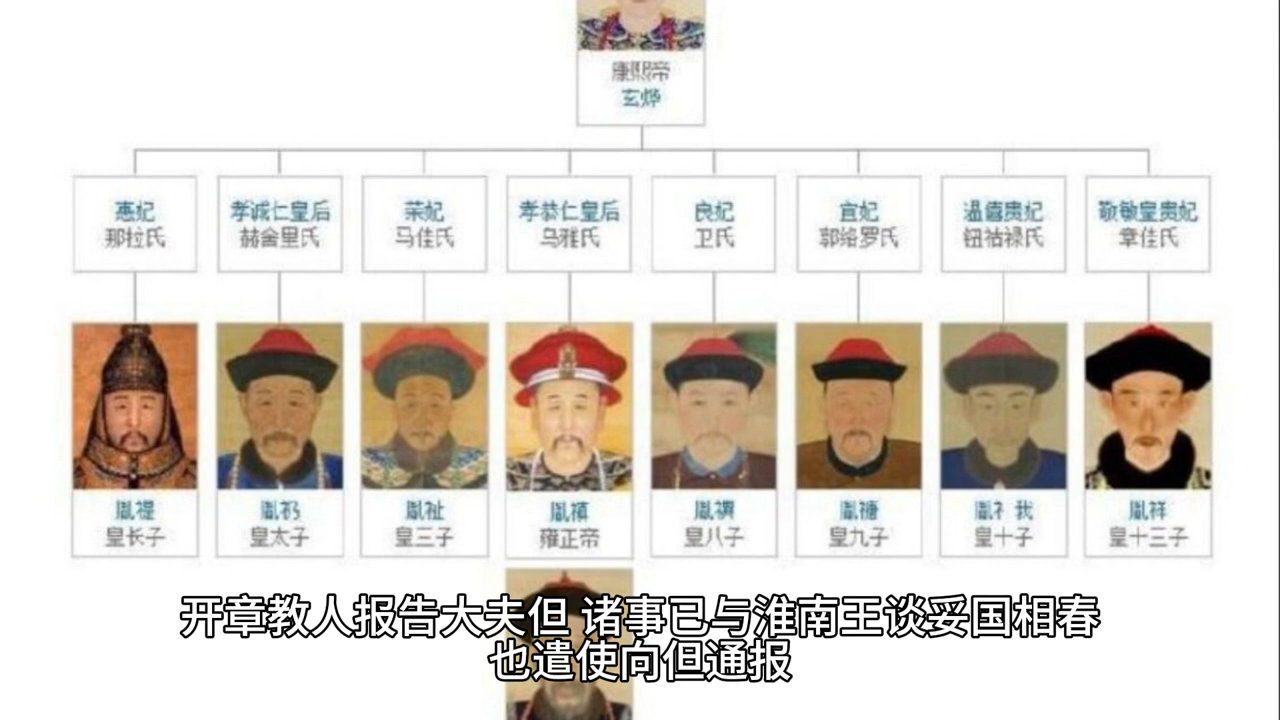 康熙帝
玄烨
惠妃
那拉氏
孝诚仁皇后
赫舍里氏
荣妃
马佳氏
孝恭仁皇后
乌雅氏
良妃
卫氏
宜妃
郭络罗氏
温僖贵妃
钮祜禄氏
敬敏皇贵妃
章佳氏
胤禔
皇长子
胤礽
皇太子
胤祉
皇三子
胤禛
雍正帝
胤禩
皇八子
胤禟
皇九子
胤礻我
皇十子
胤祥
皇十三子
开章教人报告大夫但 诸事已与淮南王谈妥国相春
也遣使向但通报